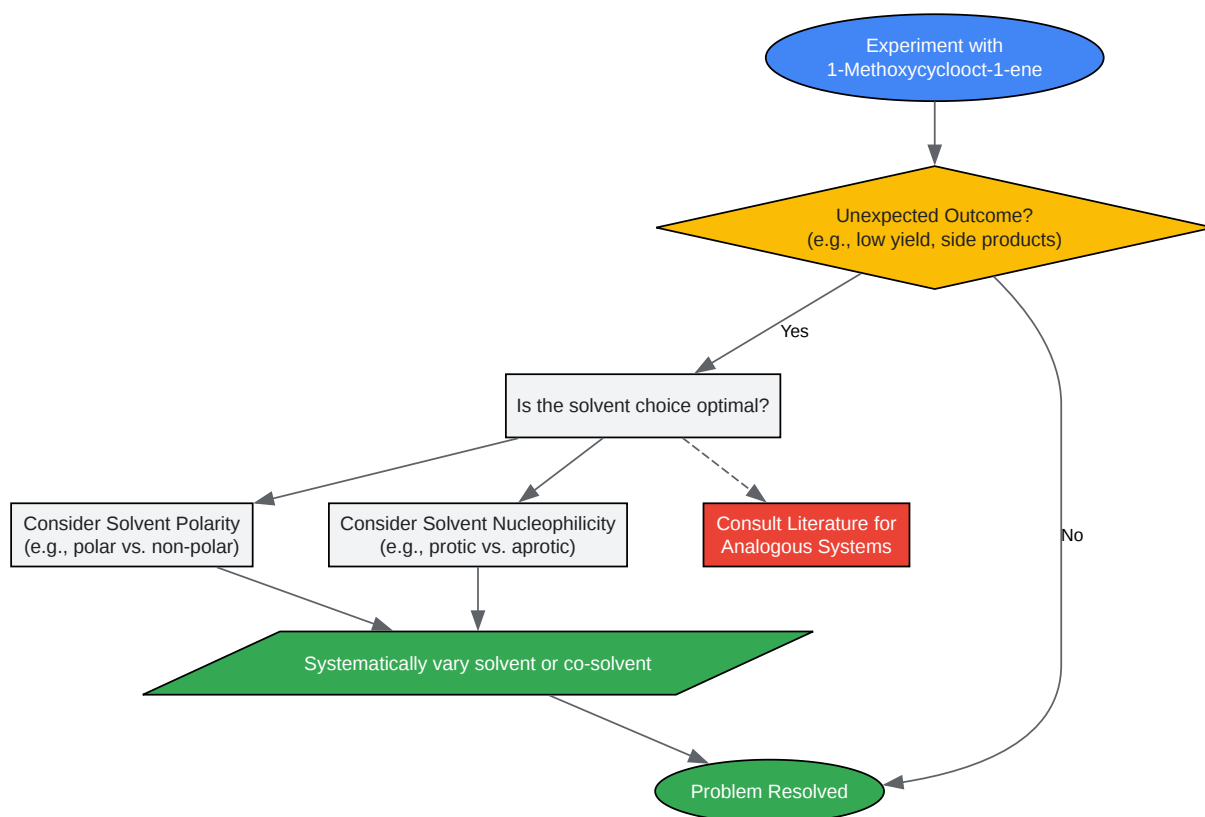 Experiment with
1-Methoxycyclooct-1-ene
Unexpected Outcome?
(e.g., low yield, side products)
Yes
Is the solvent choice optimal?
Consider Solvent Polarity
(e.g., polar vs. non-polar)
Consider Solvent Nucleophilicity
(e.g., protic vs. aprotic)
Consult Literature for
Analogous Systems
No
Systematically vary solvent or co-solvent
Problem Resolved